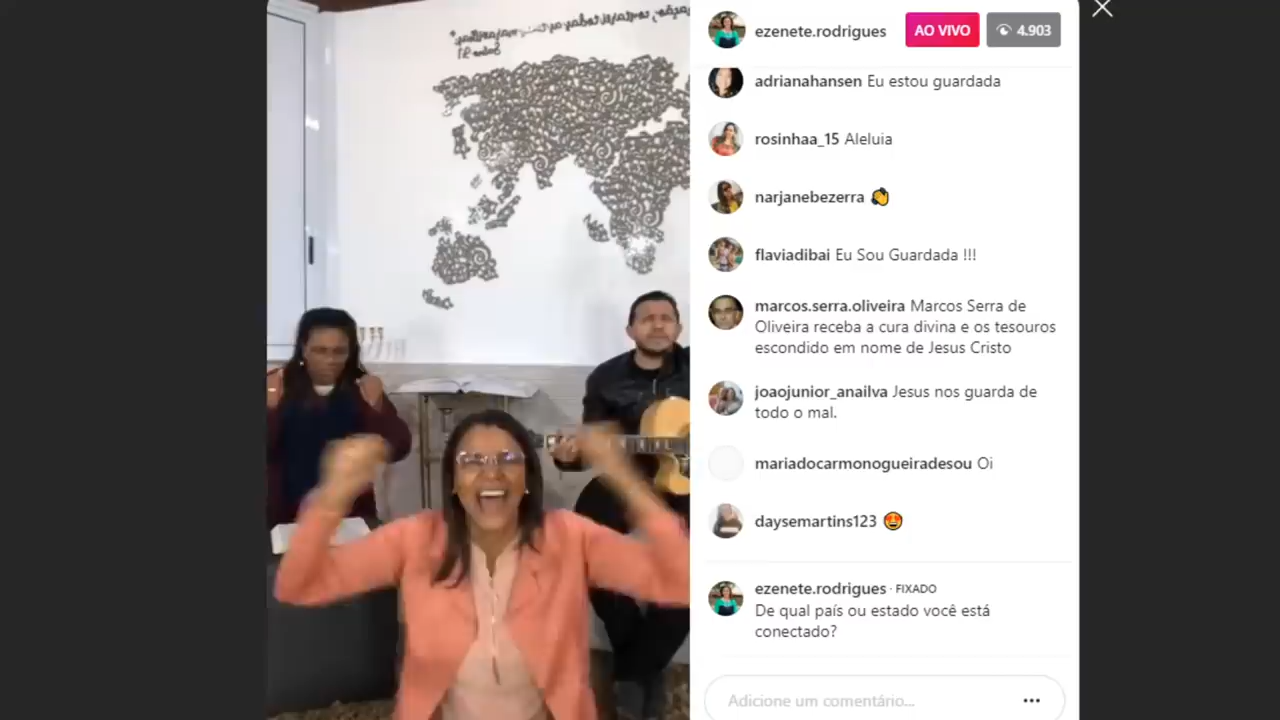 ezenete.rodrigues AO VIVO 4.903
adrianahansen Eu estou guardada
rosinhaa_15 Aleluia
narjanebezerra 👏
flaviadibai Eu Sou Guardada !!!
marcos.serra.oliveira Marcos Serra de
Oliveira receba a cura divina e os tesouros
escondido em nome de Jesus Cristo
joaojunior_anailva Jesus nos guarda de
todo o mal.
mariadocarmonogueiradesou Oi
daysemartins123 😍
ezenete.rodrigues · FIXADO
De qual país ou estado você está
conectado?
Adicione um comentário...